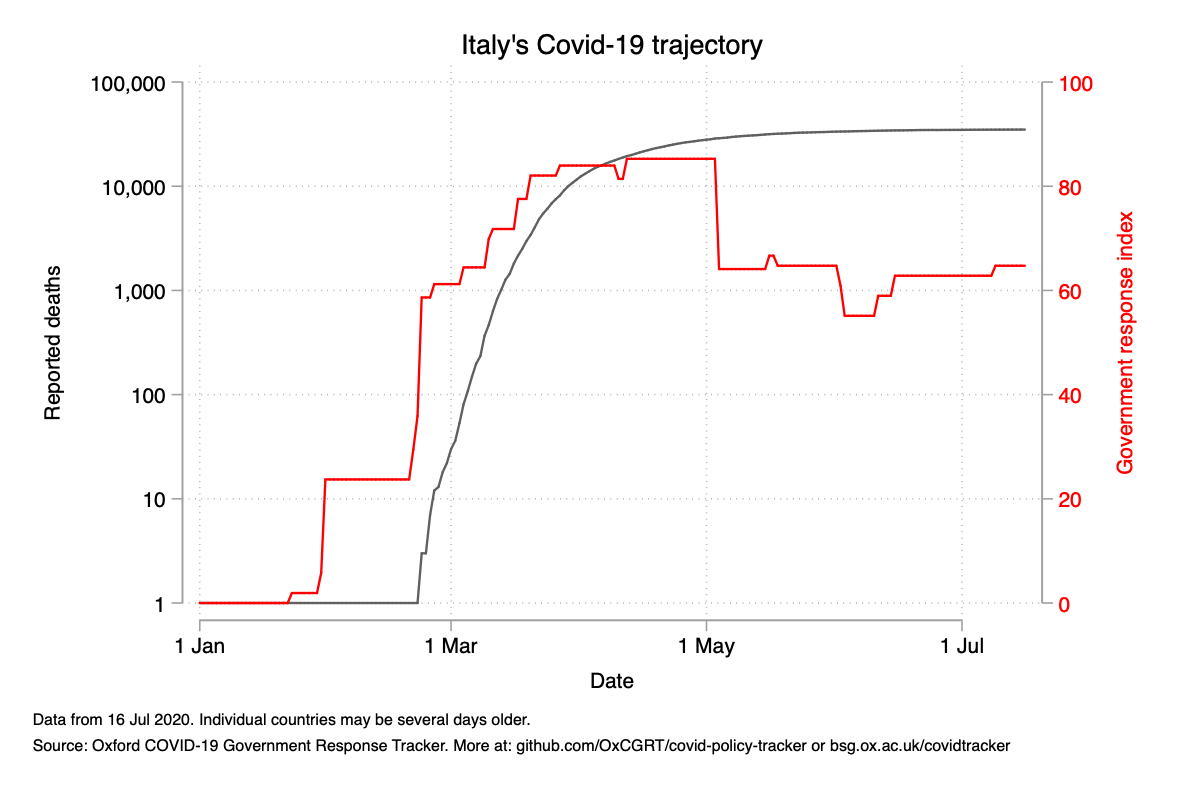 Italy's Covid-19 trajectory
100,000
10,000
1,000
100
10
1
Reported deaths
100
80
60
40
20
0
Government response index
1 Jan
1 Mar
1 May
1 Jul
Date
Data from 16 Jul 2020. Individual countries may be several days older.
Source: Oxford COVID-19 Government Response Tracker. More at: github.com/OxCGRT/covid-policy-tracker or bsg.ox.ac.uk/covidtracker